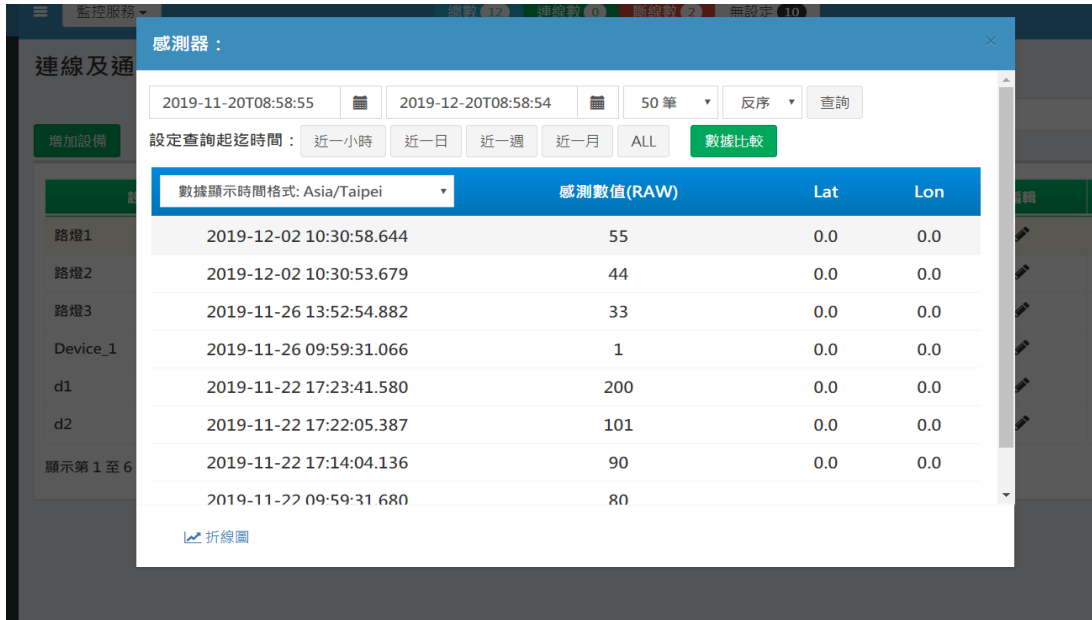 監控服務 總數 12 連線數 0 斷線數 2 無設定 10
感測器： ×
連線及通
2019-11-20T08:58:55 2019-12-20T08:58:54 50 筆 反序 查詢
設定查詢起迄時間： 近一小時 近一日 近一週 近一月 ALL 數據比較
增加設備
數據顯示時間格式: Asia/Taipei 感測數值(RAW) Lat Lon
路燈1 2019-12-02 10:30:58.644 55 0.0 0.0
路燈2 2019-12-02 10:30:53.679 44 0.0 0.0
路燈3 2019-11-26 13:52:54.882 33 0.0 0.0
Device_1 2019-11-26 09:59:31.066 1 0.0 0.0
d1 2019-11-22 17:23:41.580 200 0.0 0.0
d2 2019-11-22 17:22:05.387 101 0.0 0.0
顯示第 1 至 6 2019-11-22 17:14:04.136 90 0.0 0.0
2019-11-22 09:59:31.680 80
折線圖